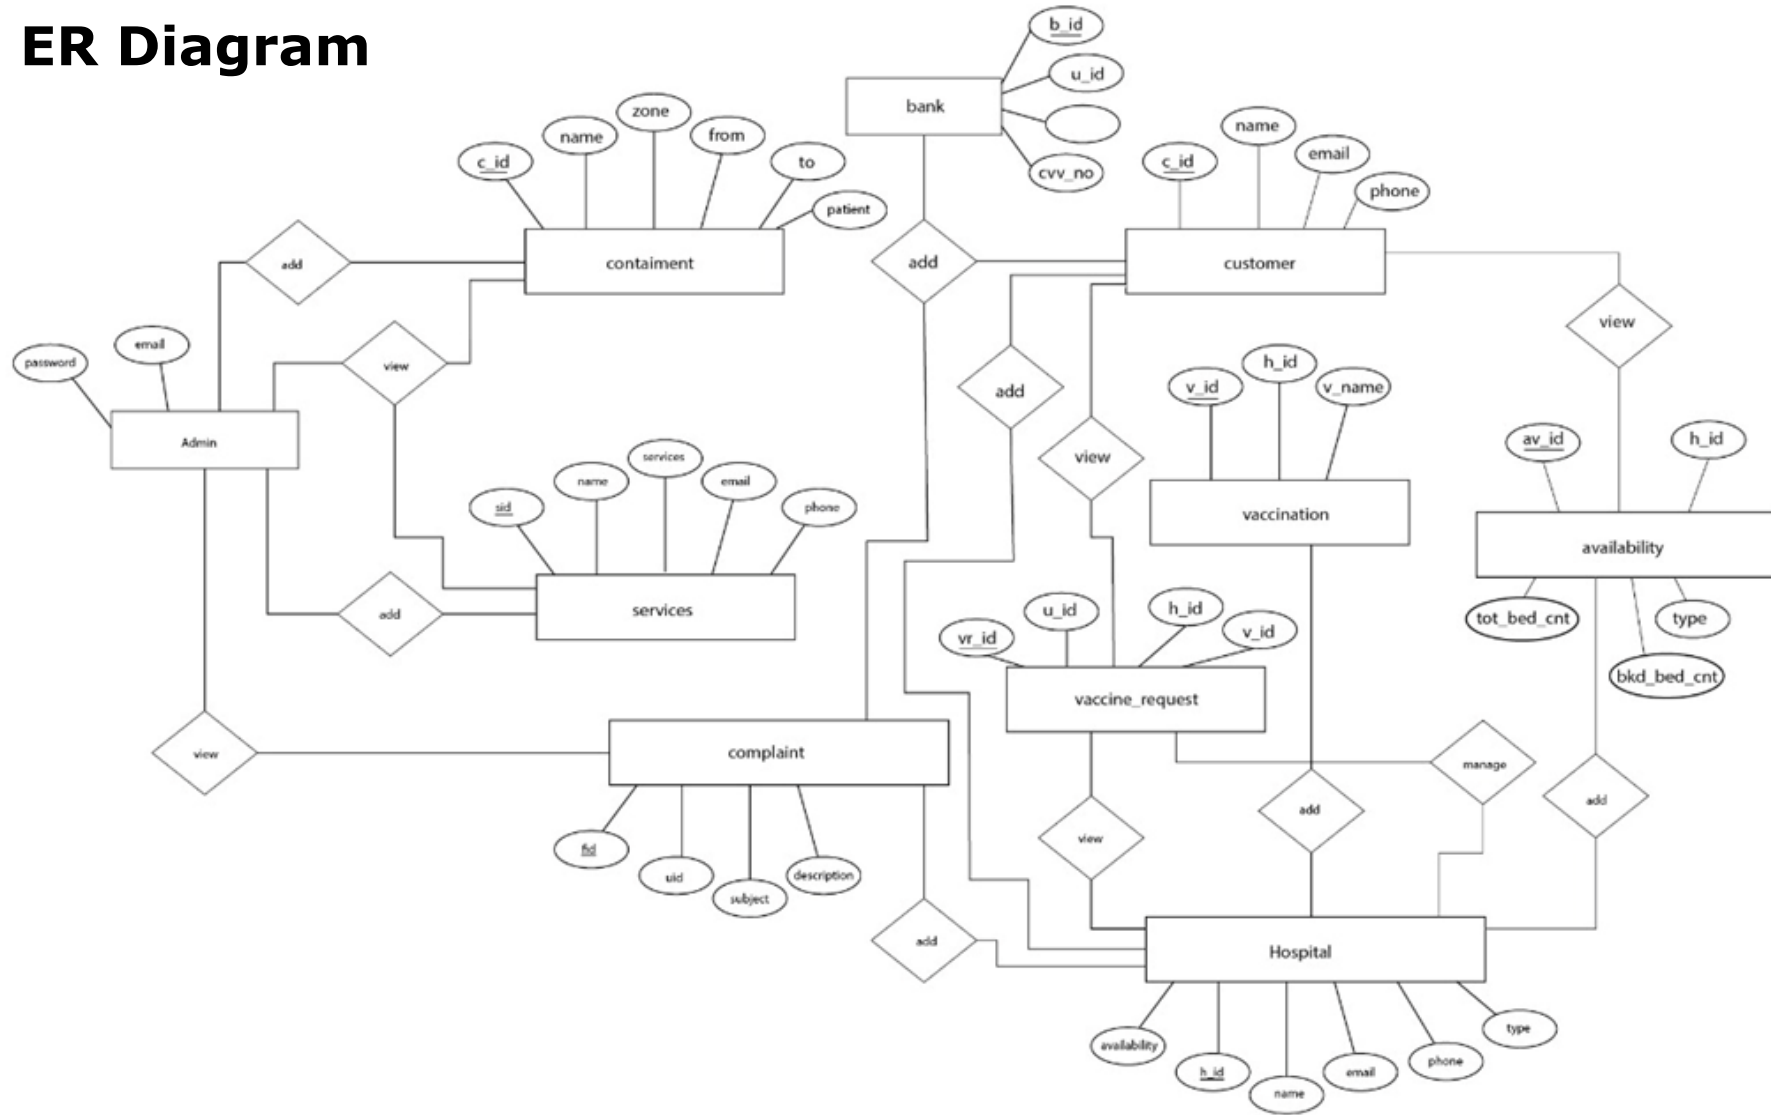 ER Diagram
b_id
u_id
bank
cvv_no
zone
name
from
c_id
to
patient
name
c_id
email
phone
add
contaiment
add
customer
view
email
password
view
add
h_id
v_id
v_name
view
Admin
av_id
h_id
services
name
email
sid
phone
vaccination
availability
add
services
u_id
h_id
vr_id
v_id
tot_bed_cnt
type
bkd_bed_cnt
vaccine_request
view
complaint
manage
add
add
view
fid
uid
subject
description
add
Hospital
availability
h_id
name
email
phone
type